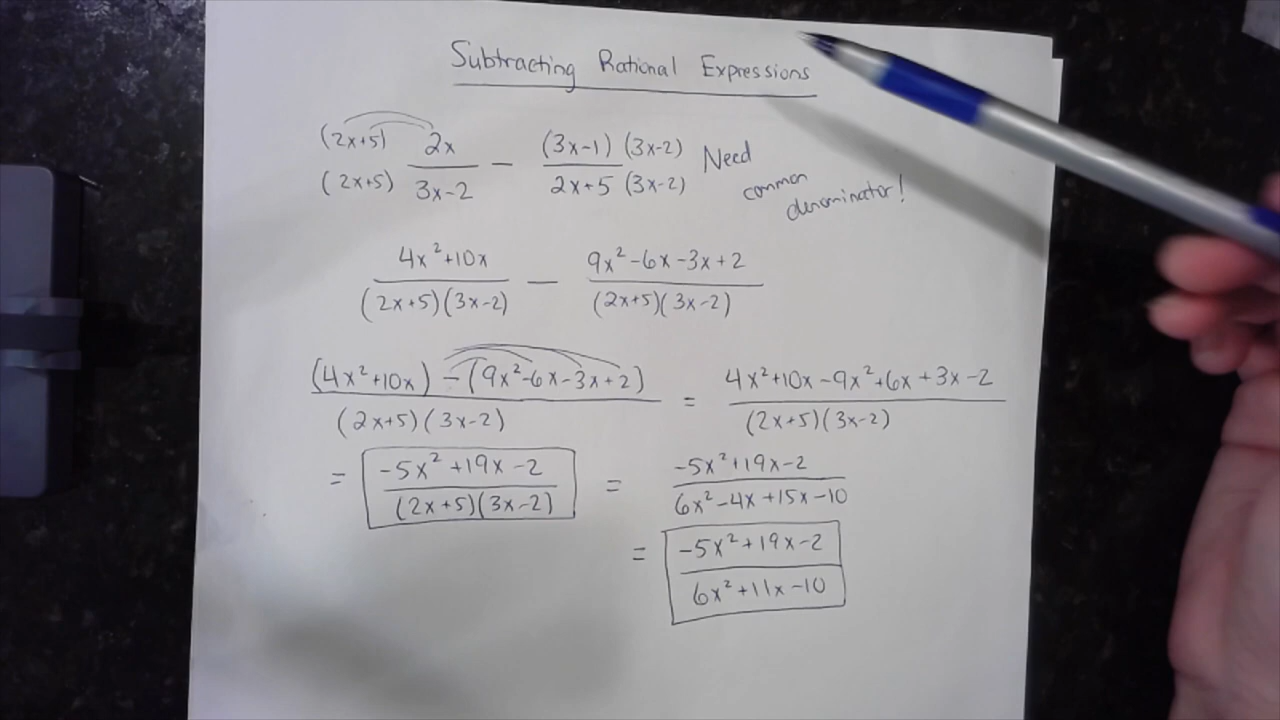 Subtracting Rational Expressions
(2x+5) 2x − (3x−1) (3x−2) Need
(2x+5) 3x−2 2x+5 (3x−2) common
denominator!
4x²+10x − 9x²−6x−3x+2
(2x+5)(3x−2) (2x+5)(3x−2)
(4x²+10x) − (9x²−6x−3x+2) = 4x²+10x−9x²+6x+3x−2
(2x+5)(3x−2) (2x+5)(3x−2)
= −5x²+19x−2 = −5x²+19x−2
(2x+5)(3x−2) 6x²−4x+15x−10
= −5x²+19x−2
6x²+11x−10